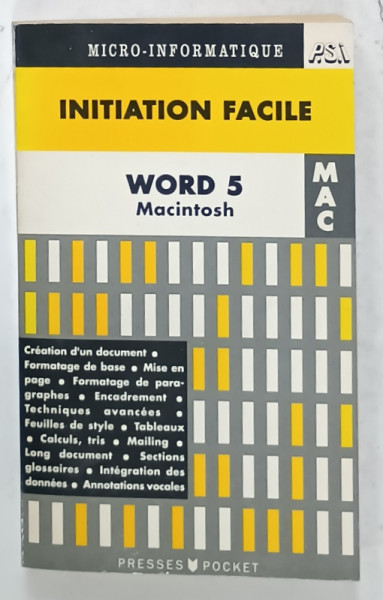 MICRO-INFORMATIQUE
P.S.I.
INITIATION FACILE
WORD 5
Macintosh
MAC
Création d'un document •
Formatage de base • Mise en
page • Formatage de para-
graphes • Encadrement •
Techniques avancées •
Feuilles de style • Tableaux
• Calculs, tris • Mailing •
Long document • Sections
glossaires • Intégration des
données • Annotations vocales
PRESSES POCKET